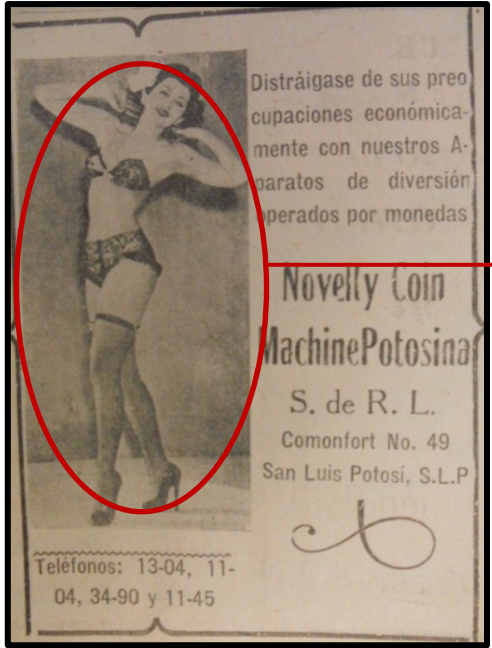 Distráigase de sus preo
cupaciones económica-
mente con nuestros A-
paratos de diversión
operados por monedas
Novelty Coin
MachinePotosina
S. de R. L.
Comonfort No. 49
San Luis Potosí, S.L.P
Teléfonos: 13-04, 11-
04, 34-90 y 11-45